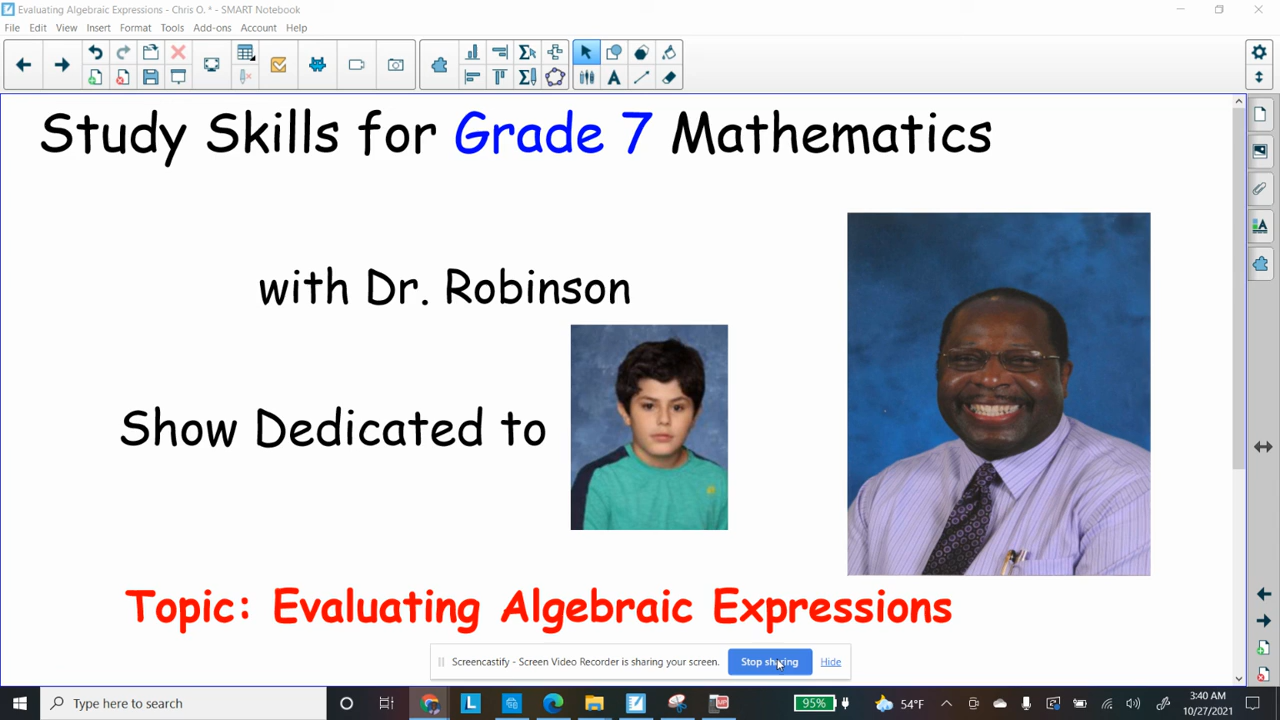 Evaluating Algebraic Expressions - Chris O. * - SMART Notebook
File Edit View Insert Format Tools Add-ons Account Help
Study Skills for Grade 7 Mathematics
with Dr. Robinson
Show Dedicated to
Topic: Evaluating Algebraic Expressions
Screencastify - Screen Video Recorder is sharing your screen. Stop sharing Hide
Type here to search
95%
54°F
3:40 AM
10/27/2021